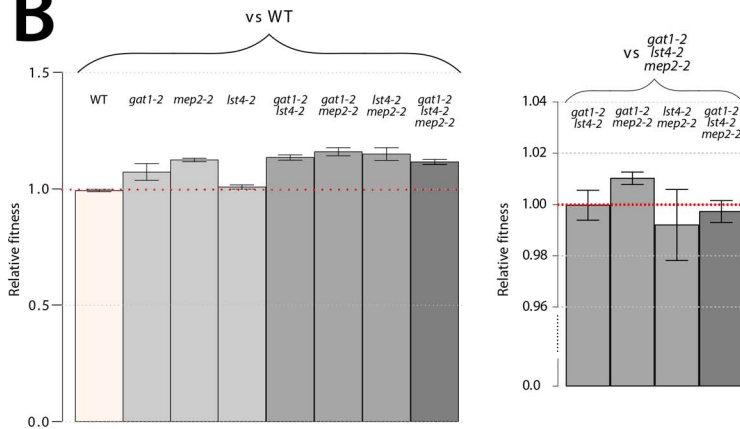 B
vs WT
1.5
WT
gat1-2
mep2-2
lst4-2
gat1-2
lst4-2
gat1-2
mep2-2
lst4-2
mep2-2
gat1-2
lst4-2
mep2-2
1.0
0.5
0.0
Relative fitness
vs
gat1-2
lst4-2
mep2-2
1.04
gat1-2
lst4-2
gat1-2
mep2-2
lst4-2
mep2-2
gat1-2
lst4-2
mep2-2
1.02
1.00
0.98
0.96
0.0
Relative fitness